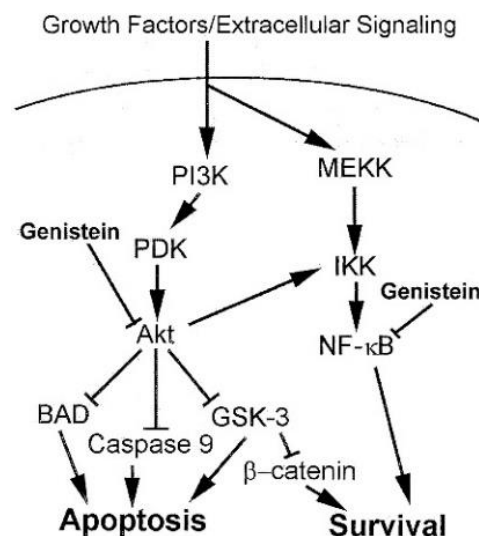 Growth Factors/Extracellular Signaling
PI3K
MEKK
Genistein
PDK
IKK
Genistein
Akt
NF-κB
BAD
GSK-3
Caspase 9
β–catenin
Apoptosis
Survival